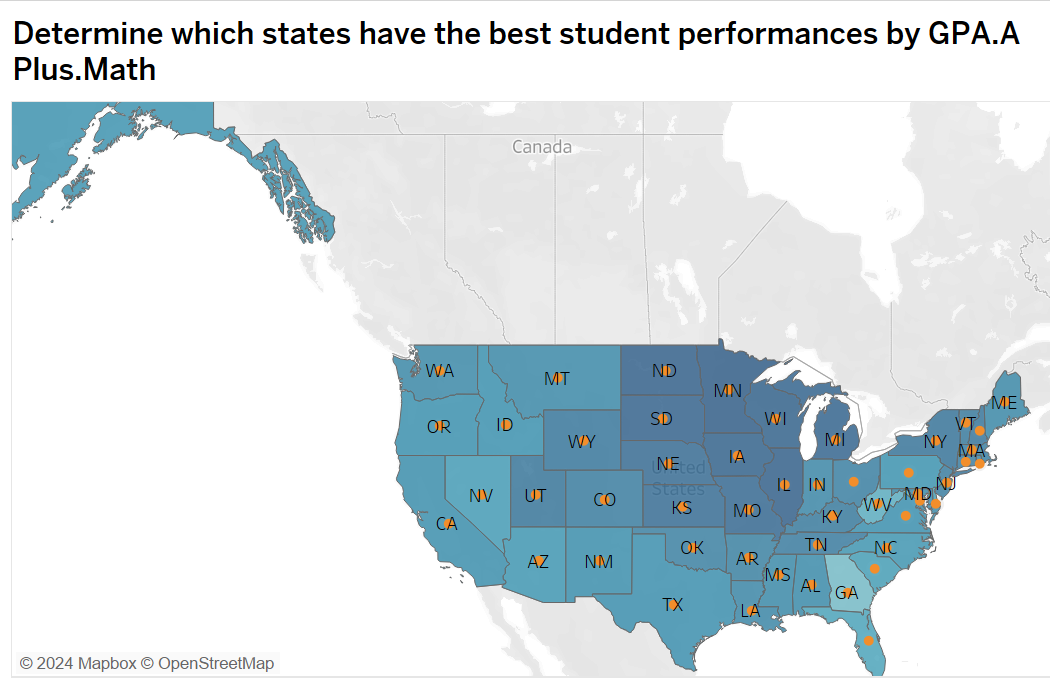 Determine which states have the best student performances by GPA.A
Plus.Math
Canada
WA
MT
ND
MN
ME
OR
ID
SD
WI
VT
WY
MI
NY
MA
NE
United
States
IA
NV
UT
CO
KS
IL
IN
NJ
MD
WV
CA
MO
KY
AZ
NM
OK
AR
TN
NC
MS
AL
GA
TX
LA
© 2024 Mapbox © OpenStreetMap